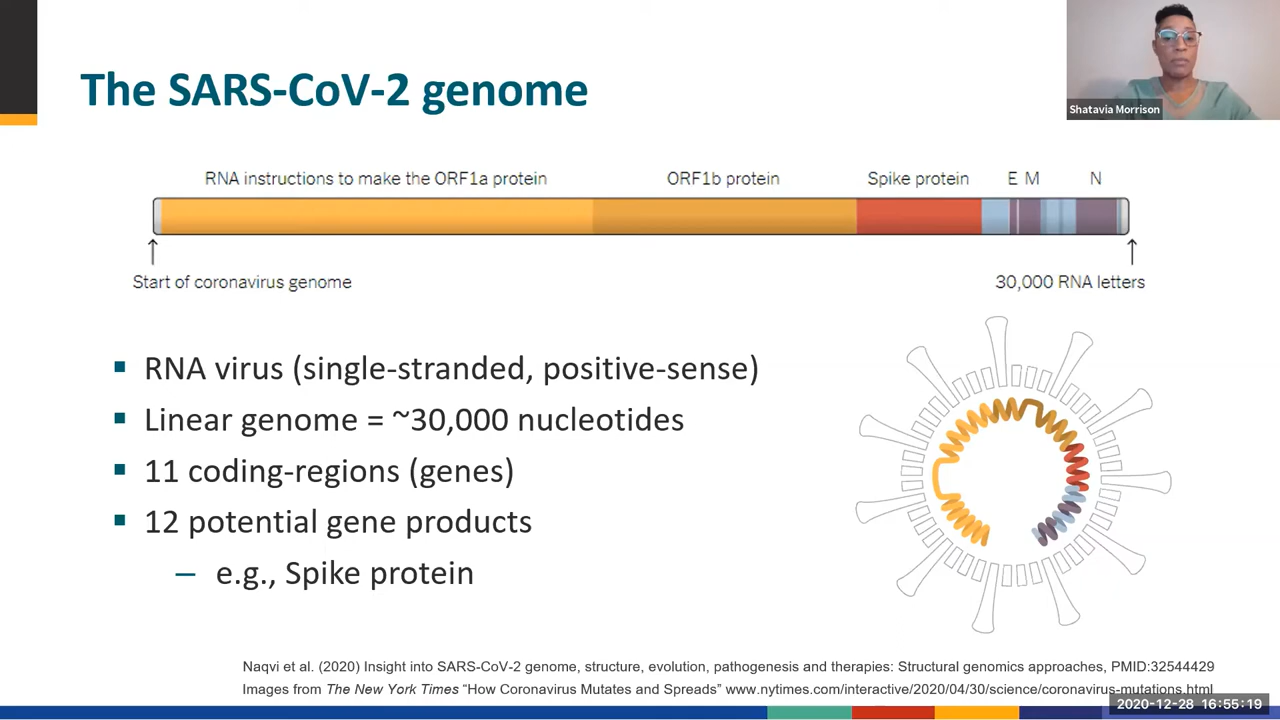 The SARS-CoV-2 genome
Shatavia Morrison
RNA instructions to make the ORF1a protein
ORF1b protein
Spike protein
E M
N
Start of coronavirus genome
30,000 RNA letters
▪ RNA virus (single-stranded, positive-sense)
▪ Linear genome = ~30,000 nucleotides
▪ 11 coding-regions (genes)
▪ 12 potential gene products
– e.g., Spike protein
Naqvi et al. (2020) Insight into SARS-CoV-2 genome, structure, evolution, pathogenesis and therapies: Structural genomics approaches, PMID:32544429
Images from The New York Times “How Coronavirus Mutates and Spreads” www.nytimes.com/interactive/2020/04/30/science/coronavirus-mutations.html
2020-12-28 16:55:19